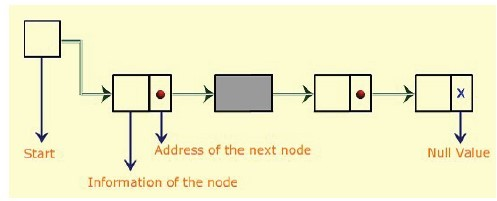 X
Start
Address of the next node
Null Value
Information of the node